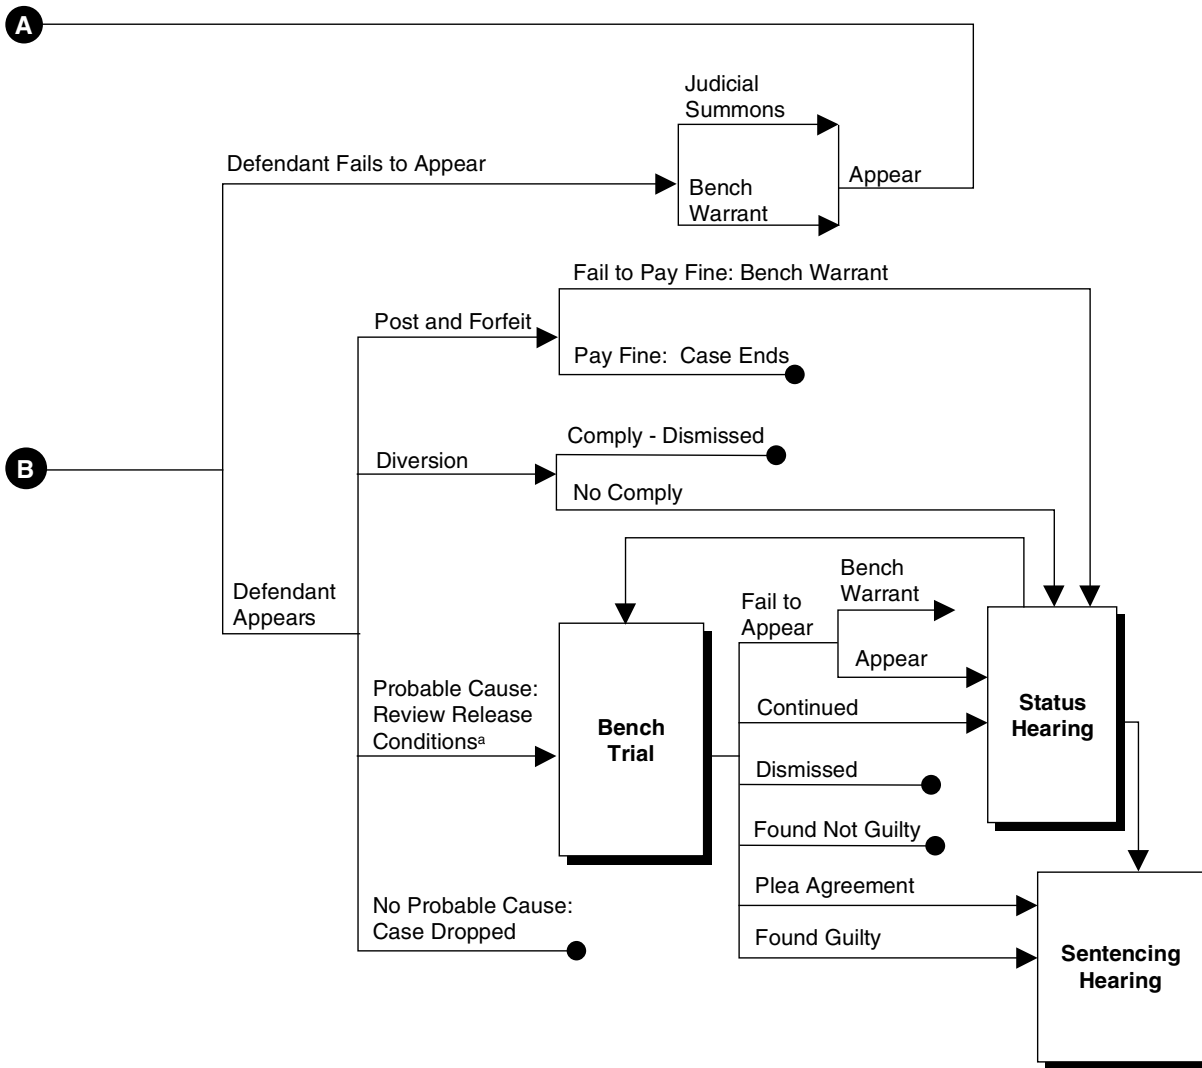 A
Judicial
Summons
Defendant Fails to Appear
Bench
Warrant
Appear
Fail to Pay Fine: Bench Warrant
Post and Forfeit
Pay Fine: Case Ends
B
Comply - Dismissed
Diversion
No Comply
Defendant
Appears
Bench
Warrant
Fail to
Appear
Appear
Probable Cause:
Review Release
Conditionsᵃ
Bench
Trial
Continued
Status
Hearing
Dismissed
Found Not Guilty
Plea Agreement
No Probable Cause:
Case Dropped
Found Guilty
Sentencing
Hearing